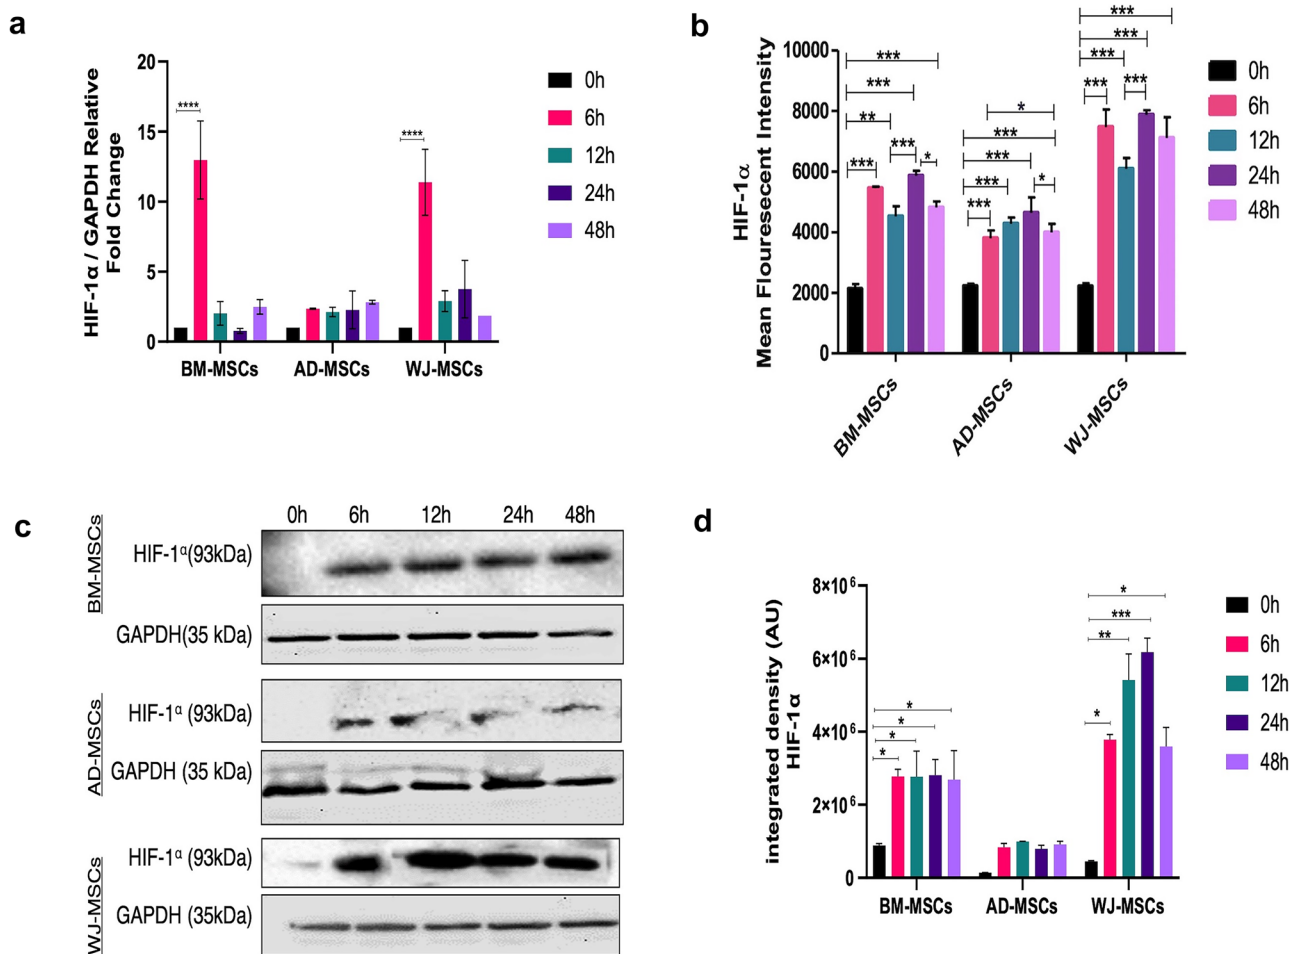 a
HIF-1α / GAPDH Relative
Fold Change
20
15
10
5
0
****
****
BM-MSCs
AD-MSCs
WJ-MSCs
0h
6h
12h
24h
48h
b
HIF-1α
Mean Flouresecent Intensity
10000
8000
6000
4000
2000
0
***
***
**
***
***
*
*
***
***
***
***
*
***
***
***
***
***
BM-MSCs
AD-MSCs
WJ-MSCs
0h
6h
12h
24h
48h
c
0h 6h 12h 24h 48h
BM-MSCs
HIF-1α(93kDa)
GAPDH(35 kDa)
AD-MSCs
HIF-1α (93kDa)
GAPDH (35 kDa)
WJ-MSCs
HIF-1α (93kDa)
GAPDH (35kDa)
d
integrated density (AU)
HIF-1α
8×10⁶
6×10⁶
4×10⁶
2×10⁶
0
*
*
*
*
*
***
**
*
BM-MSCs
AD-MSCs
WJ-MSCs
0h
6h
12h
24h
48h